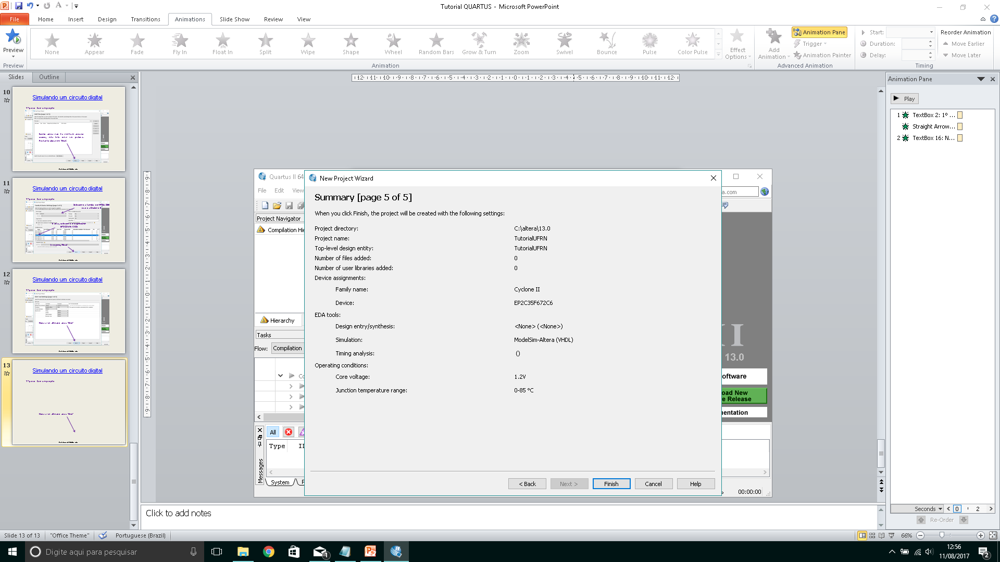 Tutorial QUARTUS - Microsoft PowerPoint
File Home Insert Design Transitions Animations Slide Show Review View
Preview
None Appear Fade Fly In Float In Split Wipe Shape Wheel Random Bars Grow & Turn Zoom Swivel Bounce Pulse Color Pulse
Effect Options
Add Animation
Animation Pane
Trigger
Animation Painter
Start:
Duration:
Delay:
Reorder Animation
Move Earlier
Move Later
Preview Animation Advanced Animation Timing
Slides Outline
10
Simulando um circuito digital
11
Simulando um circuito digital
12
Simulando um circuito digital
13
Simulando um circuito digital
Quartus II 64
File Edit View
a.com
Project Navigator
Compilation Hie
Hierarchy
Tasks
Flow: Compilation
Co
II
13.0
oftware
oad New
e Release
nentation
All
Type II
Messages
System
00:00:00
New Project Wizard
Summary [page 5 of 5]
When you click Finish, the project will be created with the following settings:
Project directory: C:\altera\13.0
Project name: TutorialUFRN
Top-level design entity: TutorialUFRN
Number of files added: 0
Number of user libraries added: 0
Device assignments:
Family name: Cyclone II
Device: EP2C35F672C6
EDA tools:
Design entry/synthesis: <None> (<None>)
Simulation: ModelSim-Altera (VHDL)
Timing analysis: ()
Operating conditions:
Core voltage: 1.2V
Junction temperature range: 0-85 °C
< Back Next > Finish Cancel Help
Animation Pane
Play
1 TextBox 2: 1º ...
Straight Arrow...
2 TextBox 16: N...
Seconds 0 2
Re-Order
Click to add notes
Slide 13 of 13 "Office Theme" Portuguese (Brazil) 66%
Digite aqui para pesquisar
1
12:56
11/08/2017
2